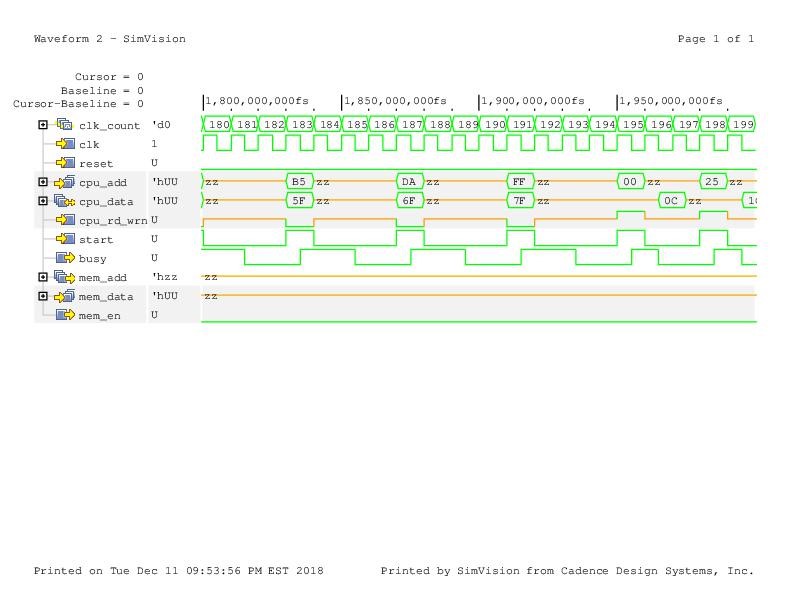 Waveform 2 - SimVision Page 1 of 1
Cursor = 0
Baseline = 0
Cursor-Baseline = 0
1,800,000,000fs 1,850,000,000fs 1,900,000,000fs 1,950,000,000fs
clk_count 'd0 180 181 182 183 184 185 186 187 188 189 190 191 192 193 194 195 196 197 198 199
clk 1
reset U
cpu_add 'hUU zz B5 zz DA zz FF zz 00 zz 25 zz
cpu_data 'hUU zz 5F zz 6F zz 7F zz 0C zz
cpu_rd_wrn U
start U
busy U
mem_add 'hzz zz
mem_data 'hUU zz
mem_en U
Printed on Tue Dec 11 09:53:56 PM EST 2018 Printed by SimVision from Cadence Design Systems, Inc.